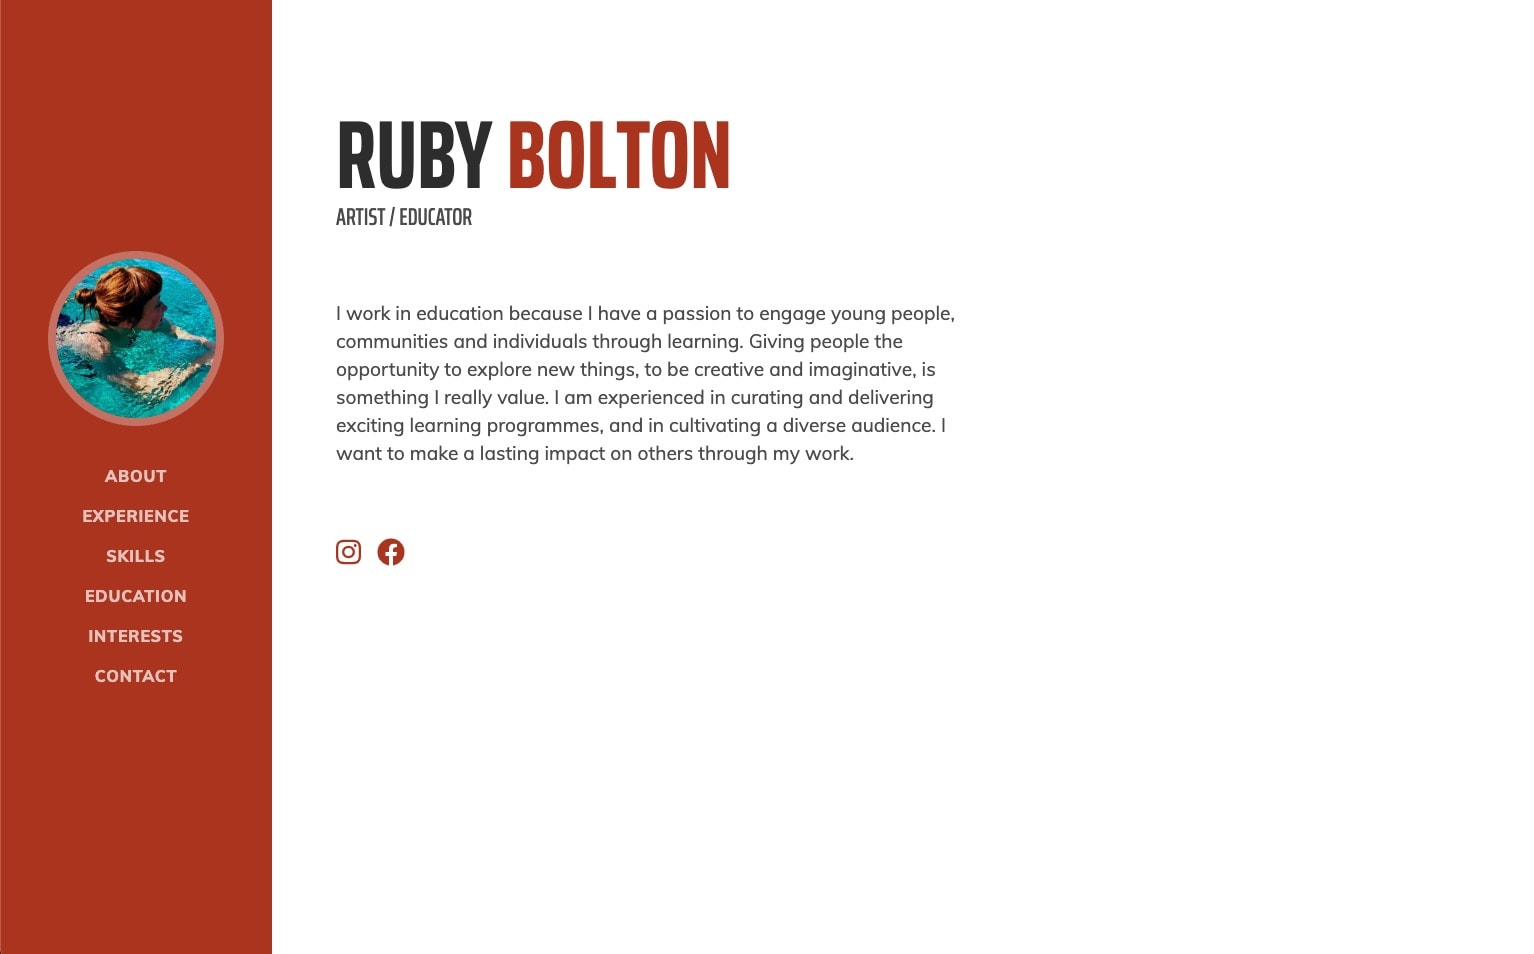 RUBY BOLTON
ARTIST / EDUCATOR
I work in education because I have a passion to engage young people,
communities and individuals through learning. Giving people the
opportunity to explore new things, to be creative and imaginative, is
something I really value. I am experienced in curating and delivering
exciting learning programmes, and in cultivating a diverse audience. I
want to make a lasting impact on others through my work.
ABOUT
EXPERIENCE
SKILLS
EDUCATION
INTERESTS
CONTACT